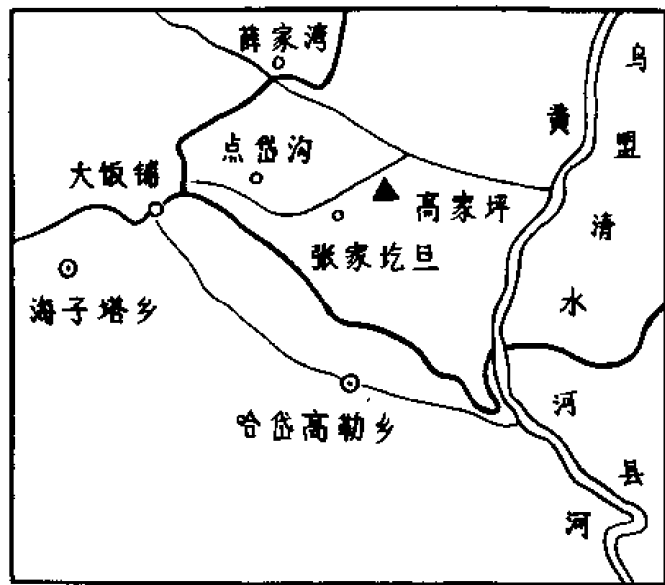 薛家湾
点岱沟
大饭铺
高家坪
张家圪旦
海子塔乡
哈岱高勒乡
黄
河
乌盟清水河县